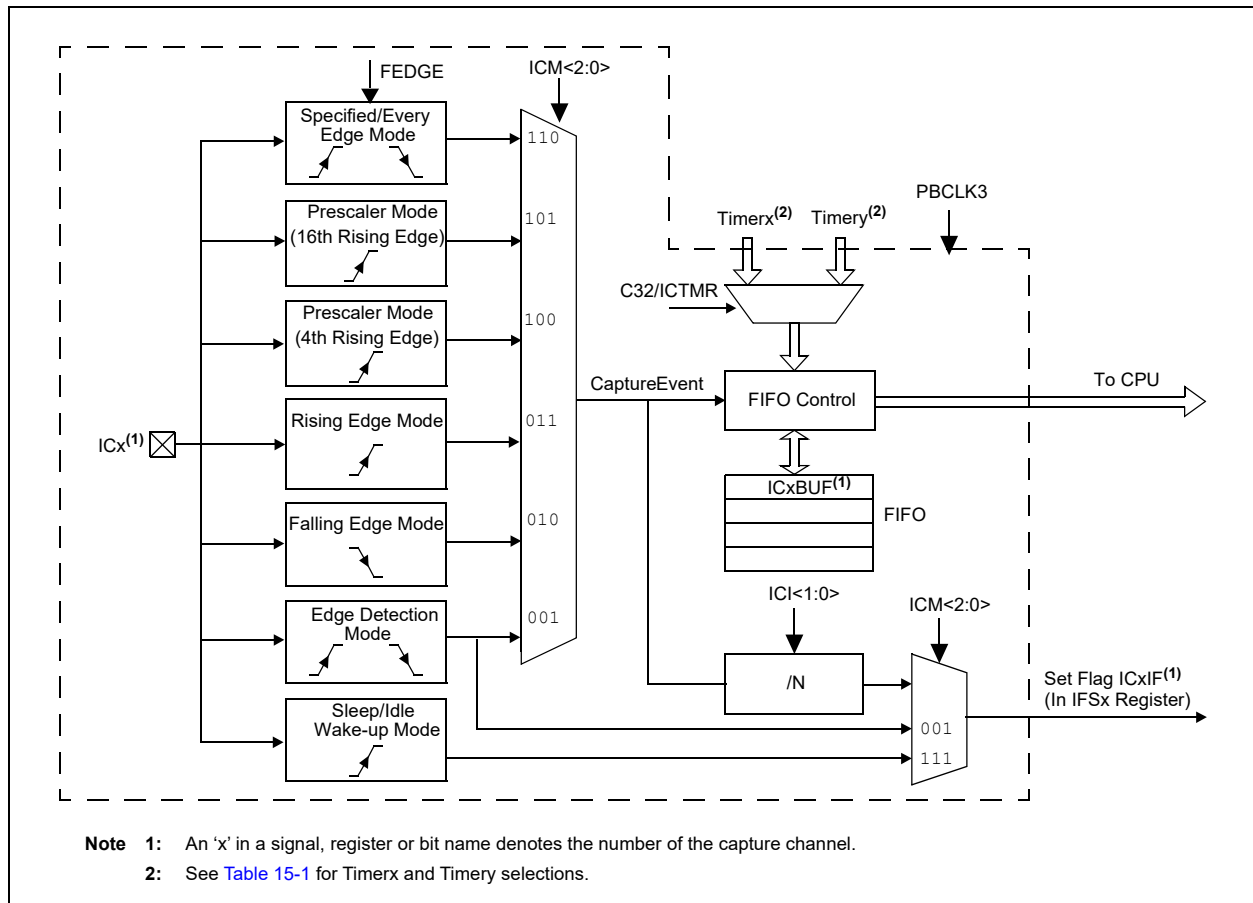 FEDGE
ICM<2:0>
Specified/Every
Edge Mode
110
Prescaler Mode
(16th Rising Edge)
101
Prescaler Mode
(4th Rising Edge)
100
Rising Edge Mode
011
Falling Edge Mode
010
Edge Detection
Mode
001
Sleep/Idle
Wake-up Mode
ICx(1)
PBCLK3
Timerx(2)
Timery(2)
C32/ICTMR
CaptureEvent
FIFO Control
To CPU
ICxBUF(1)
FIFO
ICI<1:0>
ICM<2:0>
/N
001
111
Set Flag ICxIF(1)
(In IFSx Register)
Note 1: An ‘x’ in a signal, register or bit name denotes the number of the capture channel.
2: See Table 15-1 for Timerx and Timery selections.